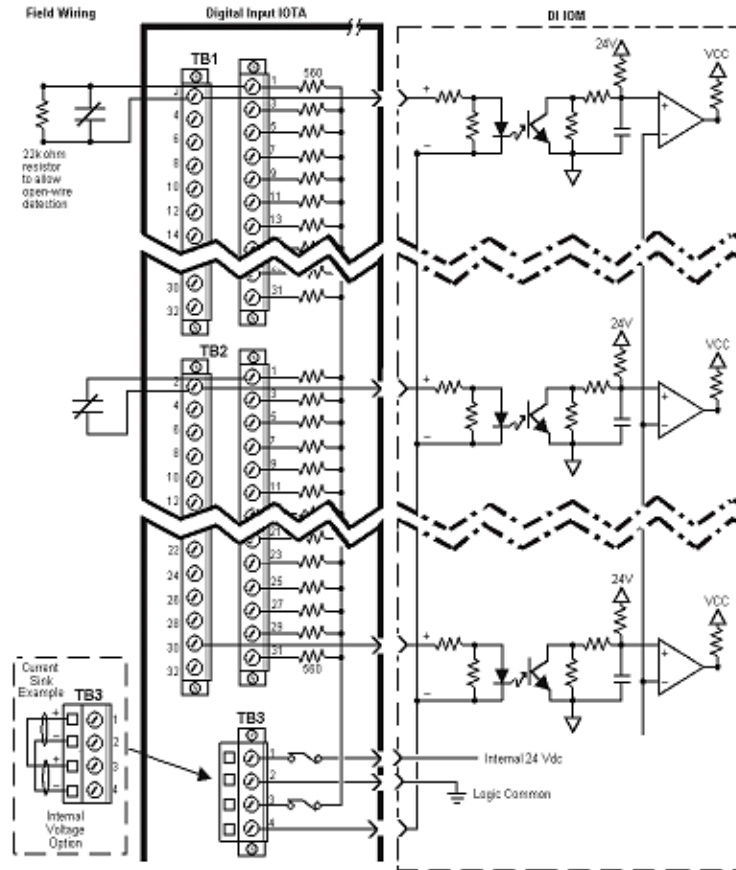 Field Wiring
Digital Input IOTA
DI IOM
TB1
22k ohm
resistor
to allow
open-wire
detection
2
4
6
8
10
12
14
30
32
1
560
3
5
7
9
11
13
31
24V
VCC
+
−
+
−
TB2
2
4
6
8
10
12
22
24
26
28
30
32
1
3
5
7
9
11
21
23
25
27
29
31
560
24V
VCC
+
−
+
−
24V
VCC
+
−
+
−
Current
Sink
Example
TB3
+
1
−
2
+
3
−
4
Internal
Voltage
Option
TB3
1
2
3
4
Internal 24 Vdc
Logic Common